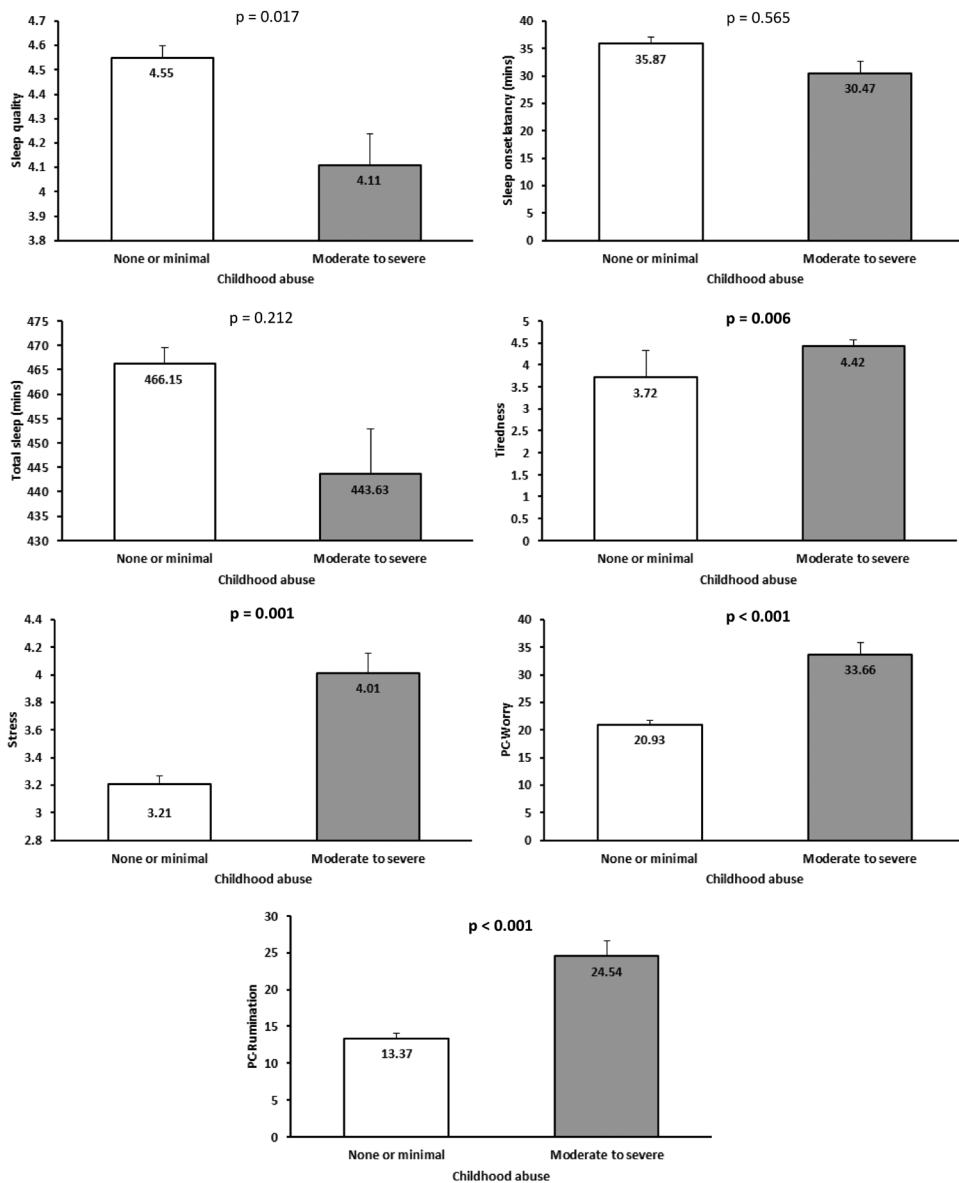 p = 0.017
Sleep quality
4.7
4.6
4.5
4.4
4.3
4.2
4.1
4
3.9
3.8
4.55
4.11
None or minimal
Moderate to severe
Childhood abuse
p = 0.565
Sleep onset latancy (mins)
40
35
30
25
20
15
10
5
0
35.87
30.47
None or minimal
Moderate to severe
Childhood abuse
p = 0.212
Total sleep (mins)
475
470
465
460
455
450
445
440
435
430
466.15
443.63
None or minimal
Moderate to severe
Childhood abuse
p = 0.006
Tiredness
5
4.5
4
3.5
3
2.5
2
1.5
1
0.5
0
3.72
4.42
None or minimal
Moderate to severe
Childhood abuse
p = 0.001
Stress
4.4
4.2
4
3.8
3.6
3.4
3.2
3
2.8
3.21
4.01
None or minimal
Moderate to severe
Childhood abuse
p < 0.001
PC-Worry
40
35
30
25
20
15
10
5
0
20.93
33.66
None or minimal
Moderate to severe
Childhood abuse
p < 0.001
PC-Rumination
30
25
20
15
10
5
0
13.37
24.54
None or minimal
Moderate to severe
Childhood abuse